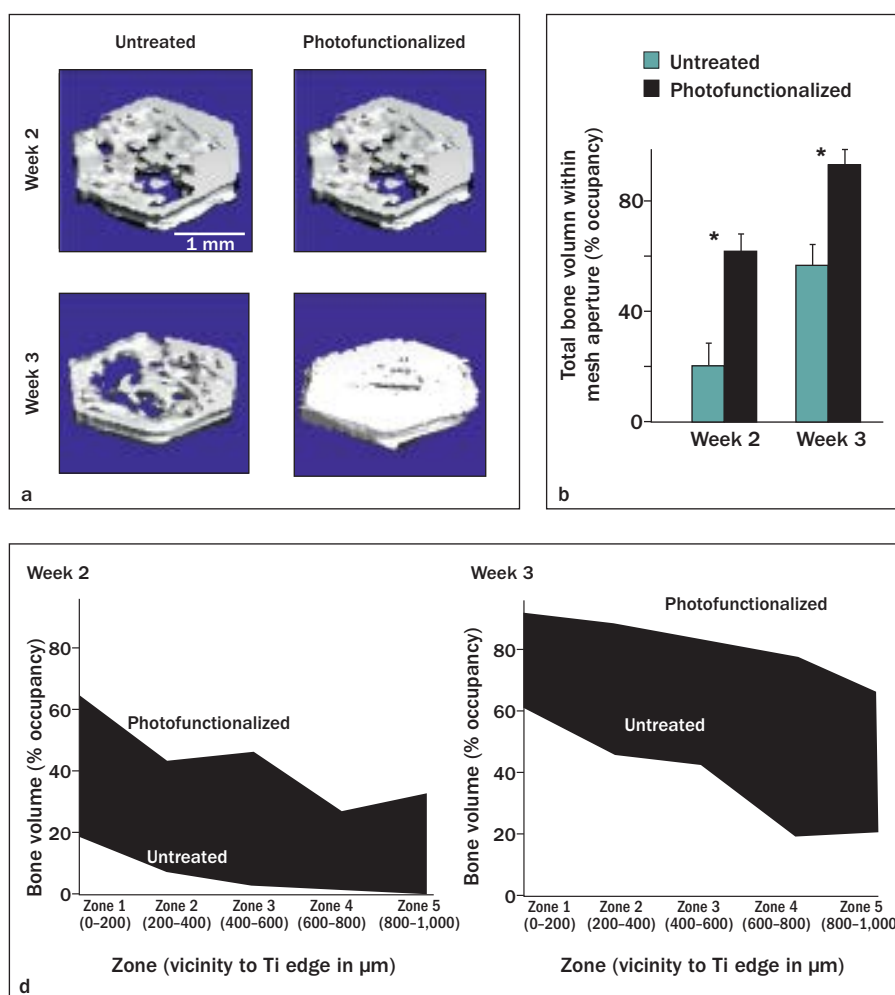 Untreated
Photofunctionalized
Week 2
1 mm
Week 3
a
Untreated
Photofunctionalized
Total bone volumn within
mesh aperture (% occupancy)
80
40
0
*
*
Week 2
Week 3
b
Week 2
Bone volume (% occupancy)
80
60
40
20
0
Photofunctionalized
Untreated
Zone 1 Zone 2 Zone 3 Zone 4 Zone 5
(0–200) (200–400) (400–600) (600–800) (800–1,000)
Zone (vicinity to Ti edge in µm)
Week 3
Bone volume (% occupancy)
80
60
40
20
0
Photofunctionalized
Untreated
Zone 1 Zone 2 Zone 3 Zone 4 Zone 5
(0–200) (200–400) (400–600) (600–800) (800–1,000)
Zone (vicinity to Ti edge in µm)
d